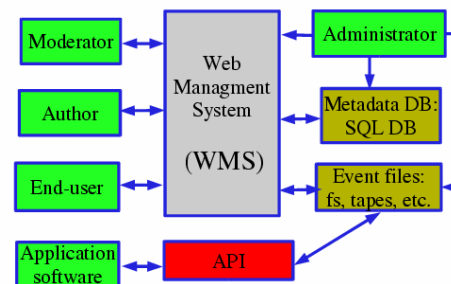 Moderator
Author
End-user
Application
software
Web
Managment
System
(WMS)
API
Administrator
Metadata DB:
SQL DB
Event files:
fs, tapes, etc.